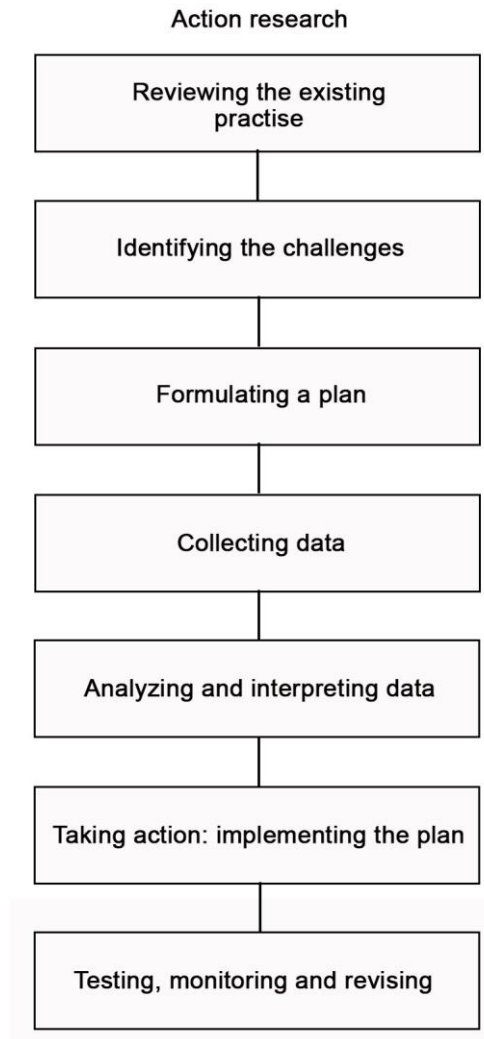 Action research
Reviewing the existing
practise
Identifying the challenges
Formulating a plan
Collecting data
Analyzing and interpreting data
Taking action: implementing the plan
Testing, monitoring and revising